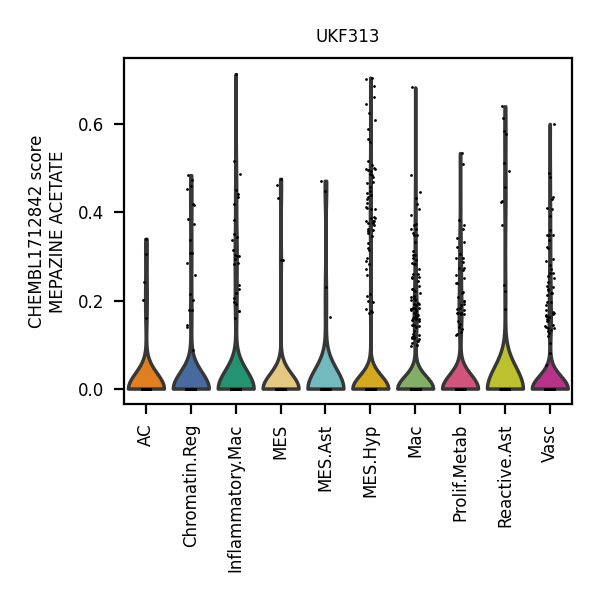 UKF313
CHEMBL1712842 score
MEPAZINE ACETATE
0.6
0.4
0.2
0.0
AC
Chromatin.Reg
Inflammatory.Mac
MES
MES.Ast
MES.Hyp
Mac
Prolif.Metab
Reactive.Ast
Vasc